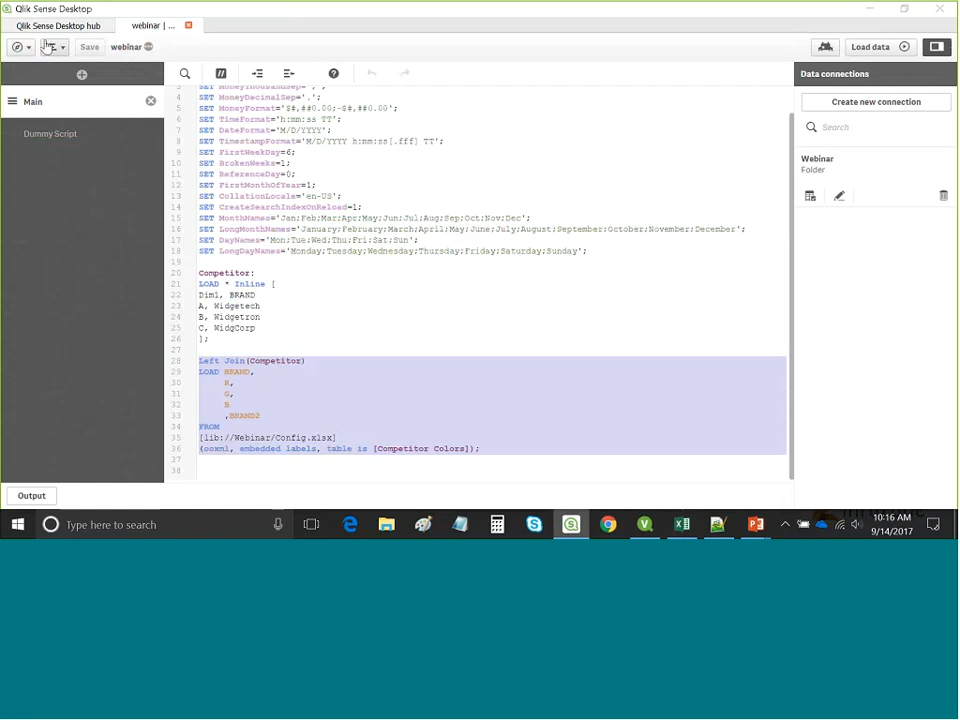 Qlik Sense Desktop
Qlik Sense Desktop hub
webinar | ...
Save
webinar
Load data
Main
Dummy Script
3 SET MoneyThousandSep=',';
4 SET MoneyDecimalSep='.';
5 SET MoneyFormat='$#,##0.00;-$#,##0.00';
6 SET TimeFormat='h:mm:ss TT';
7 SET DateFormat='M/D/YYYY';
8 SET TimestampFormat='M/D/YYYY h:mm:ss[.fff] TT';
9 SET FirstWeekDay=6;
10 SET BrokenWeeks=1;
11 SET ReferenceDay=0;
12 SET FirstMonthOfYear=1;
13 SET CollationLocale='en-US';
14 SET CreateSearchIndexOnReload=1;
15 SET MonthNames='Jan;Feb;Mar;Apr;May;Jun;Jul;Aug;Sep;Oct;Nov;Dec';
16 SET LongMonthNames='January;February;March;April;May;June;July;August;September;October;November;December';
17 SET DayNames='Mon;Tue;Wed;Thu;Fri;Sat;Sun';
18 SET LongDayNames='Monday;Tuesday;Wednesday;Thursday;Friday;Saturday;Sunday';
19
20 Competitor:
21 LOAD * Inline [
22 Dim1, BRAND
23 A, Widgetech
24 B, Widgetron
25 C, WidgCorp
26 ];
27
28 Left Join(Competitor)
29 LOAD BRAND,
30 R,
31 G,
32 B
33 ,BRAND2
34 FROM
35 [lib://Webinar/Config.xlsx]
36 (ooxml, embedded labels, table is [Competitor Colors]);
37
38
Data connections
Create new connection
Search
Webinar
Folder
Output
Type here to search
10:16 AM
9/14/2017